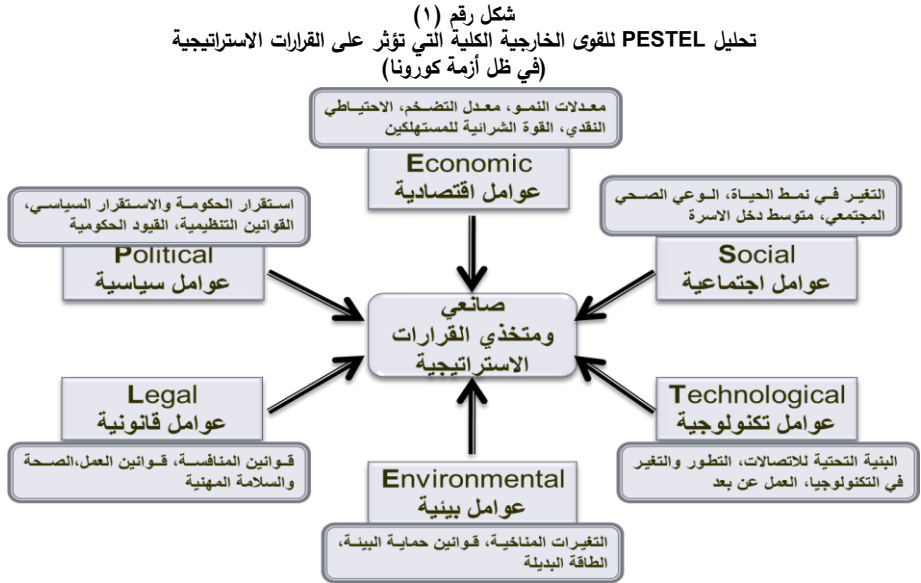 شكل رقم (١)
تحليل PESTEL للقوى الخارجية الكلية التي تؤثر على القرارات الاستراتيجية
(في ظل أزمة كورونا)
معدلات النمو، معدل التضخم، الاحتياطي
النقدي، القوة الشرائية للمستهلكين
Economic
عوامل اقتصادية
التغير في نمط الحياة، الوعي الصحي
المجتمعي، متوسط دخل الاسرة
Social
عوامل اجتماعية
استقرار الحكومة والاستقرار السياسي،
القوانين التنظيمية، القيود الحكومية
Political
عوامل سياسية
صانعي
ومتخذي القرارات
الاستراتيجية
Technological
عوامل تكنولوجية
البنية التحتية للاتصالات، التطور والتغير
في التكنولوجيا، العمل عن بعد
Legal
عوامل قانونية
قوانين المنافسة، قوانين العمل،الصحة
والسلامة المهنية
Environmental
عوامل بيئية
التغيرات المناخية، قوانين حماية البيئة،
الطاقة البديلة